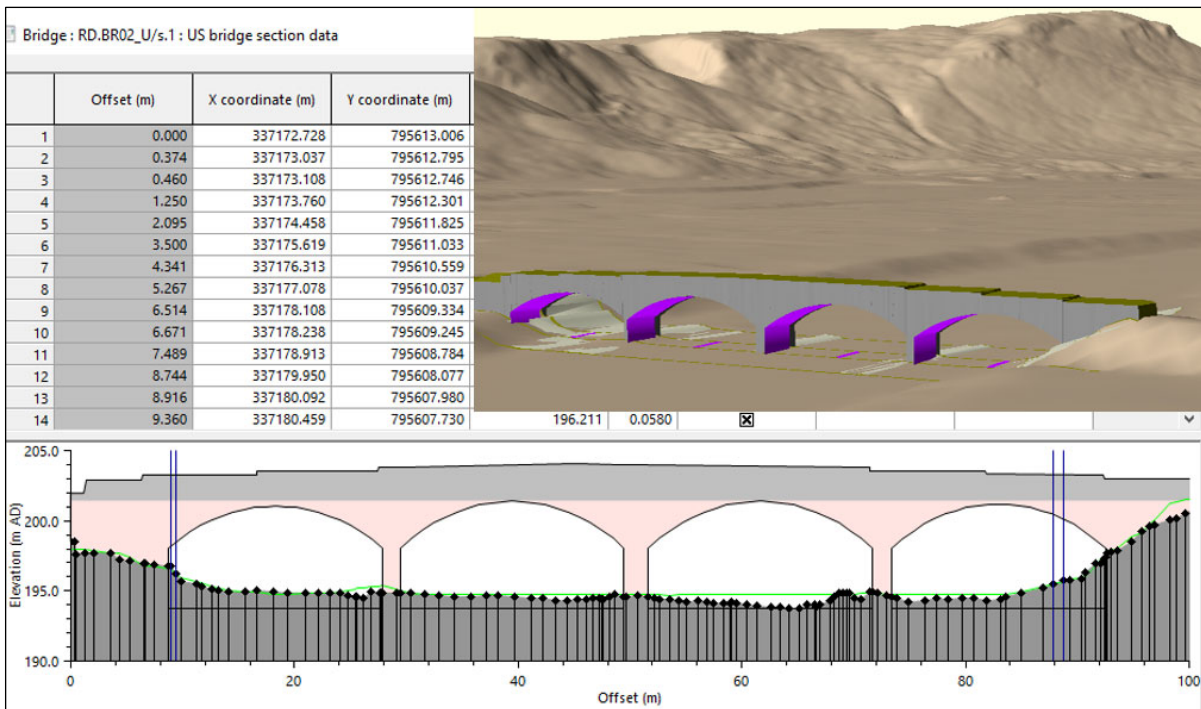 Bridge : RD.BR02_U/s.1 : US bridge section data
Offset (m) X coordinate (m) Y coordinate (m)
1 0.000 337172.728 795613.006
2 0.374 337173.037 795612.795
3 0.460 337173.108 795612.746
4 1.250 337173.760 795612.301
5 2.095 337174.458 795611.825
6 3.500 337175.619 795611.033
7 4.341 337176.313 795610.559
8 5.267 337177.078 795610.037
9 6.514 337178.108 795609.334
10 6.671 337178.238 795609.245
11 7.489 337178.913 795608.784
12 8.744 337179.950 795608.077
13 8.916 337180.092 795607.980
14 9.360 337180.459 795607.730 196.211 0.0580
205.0
200.0
195.0
190.0
Elevation (m AD)
0 20 40 60 80 100
Offset (m)